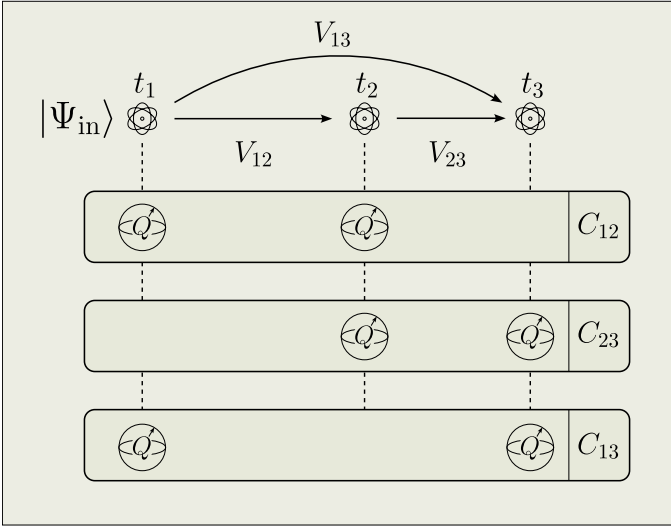 V₁₃
t₁ t₂ t₃
|Ψᵢₙ⟩
V₁₂ V₂₃
Q Q C₁₂
Q Q C₂₃
Q Q C₁₃